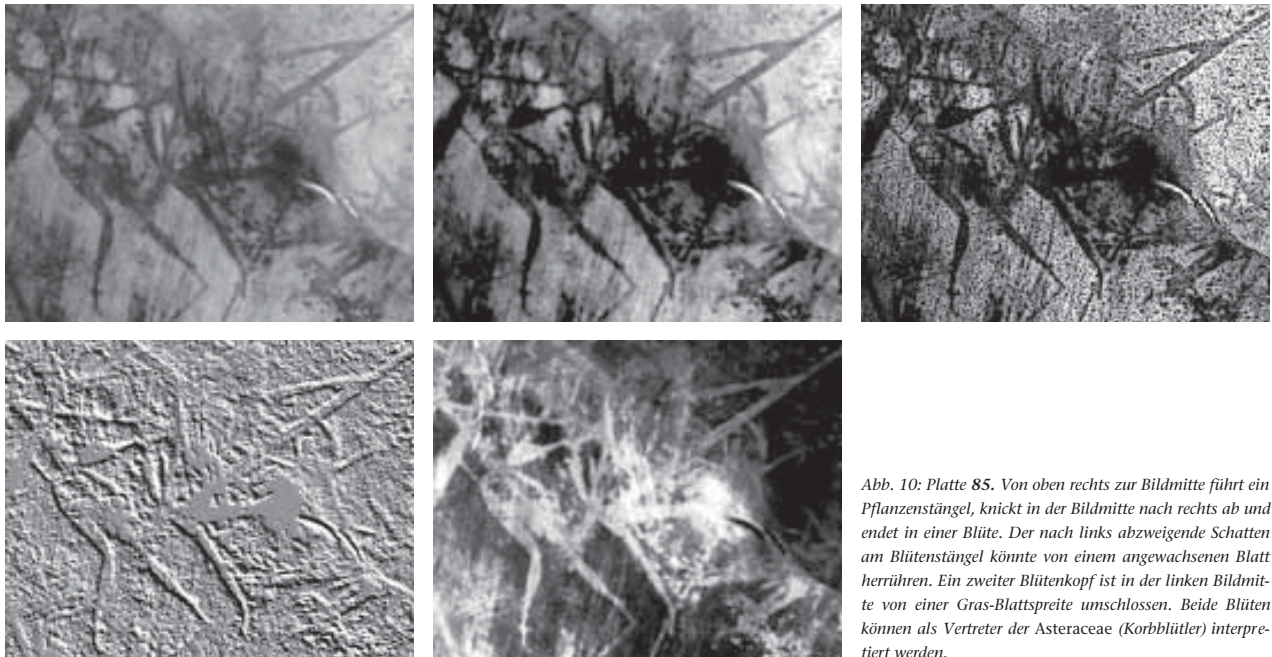 Abb. 10: Platte 85. Von oben rechts zur Bildmitte führt ein
Pflanzenstängel, knickt in der Bildmitte nach rechts ab und
endet in einer Blüte. Der nach links abzweigende Schatten
am Blütenstängel könnte von einem angewachsenen Blatt
herrühren. Ein zweiter Blütenkopf ist in der linken Bildmit-
te von einer Gras-Blattspreite umschlossen. Beide Blüten
können als Vertreter der Asteraceae (Korbblütler) interpre-
tiert werden.